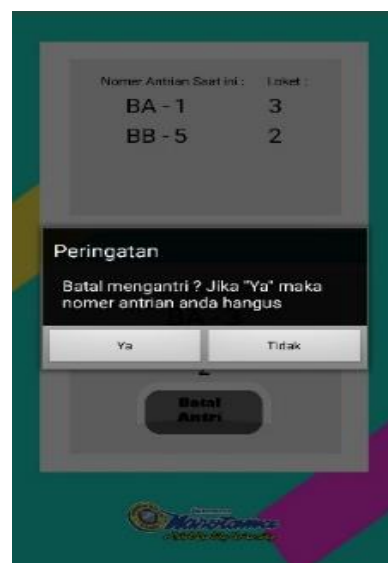 Nomer Antrian Saat ini : Loket :
BA - 1 3
BB - 5 2
Peringatan
Batal mengantri ? Jika "Ya" maka
nomer antrian anda hangus
Ya Tidak
Batal
Antri
Narotama